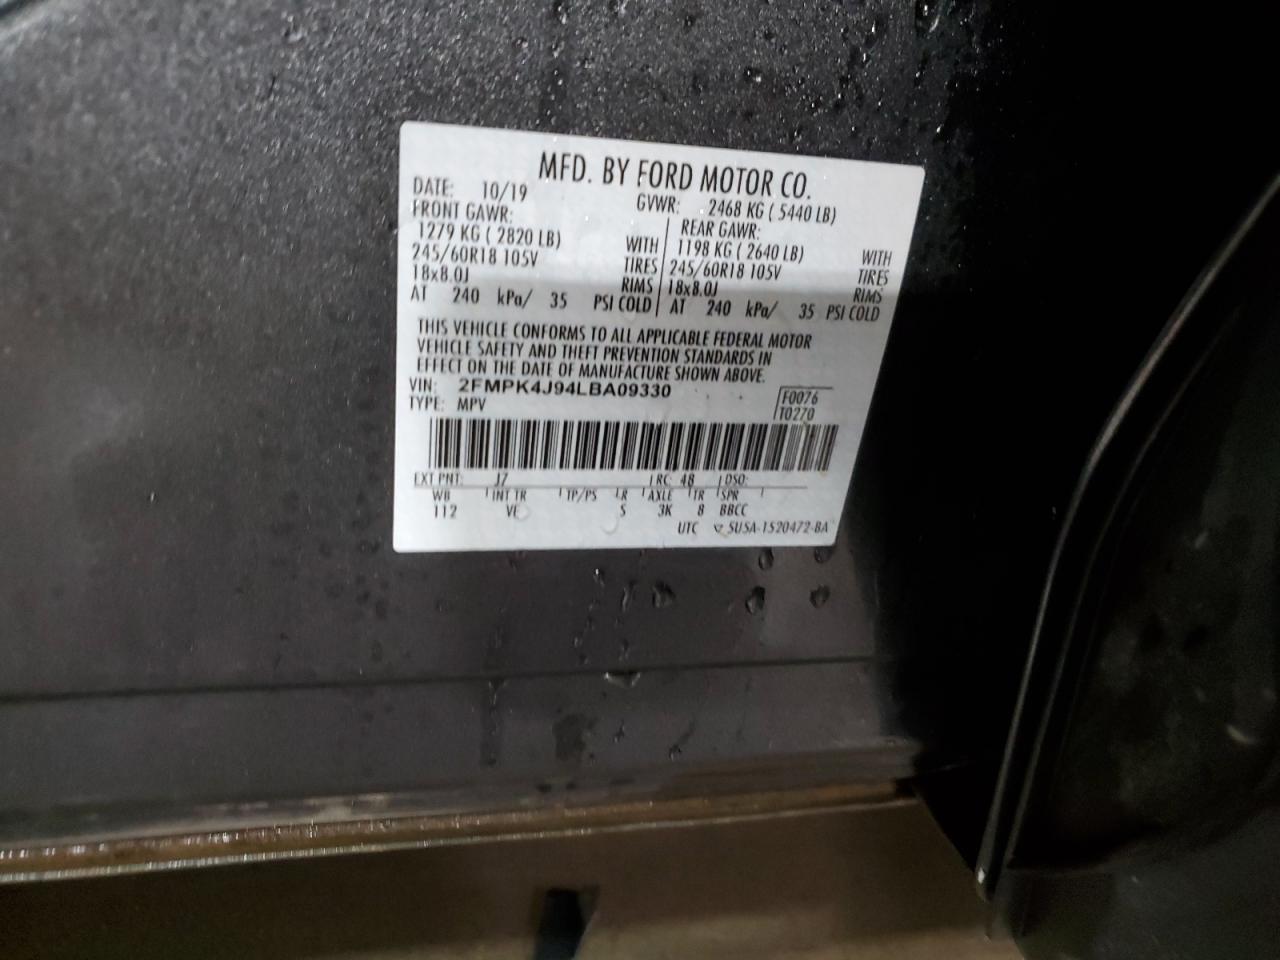 MFD. BY FORD MOTOR CO.
DATE: 10/19 GVWR: 2468 KG ( 5440 LB)
FRONT GAWR: REAR GAWR:
1279 KG ( 2820 LB) WITH 1198 KG ( 2640 LB) WITH
245/60R18 105V TIRES 245/60R18 105V TIRES
18x8.0J RIMS 18x8.0J RIMS
AT 240 kPa/ 35 PSI COLD AT 240 kPa/ 35 PSI COLD
THIS VEHICLE CONFORMS TO ALL APPLICABLE FEDERAL MOTOR
VEHICLE SAFETY AND THEFT PREVENTION STANDARDS IN
EFFECT ON THE DATE OF MANUFACTURE SHOWN ABOVE.
VIN: 2FMPK4J94LBA09330 F0076
TYPE: MPV T0270
EXT PNT: J7 RC: 48 DSO:
WB INT TR TP/PS R AXLE TR SPR
112 VE S 3K 8 BBCC
UTC 5U5A-1520472-BA